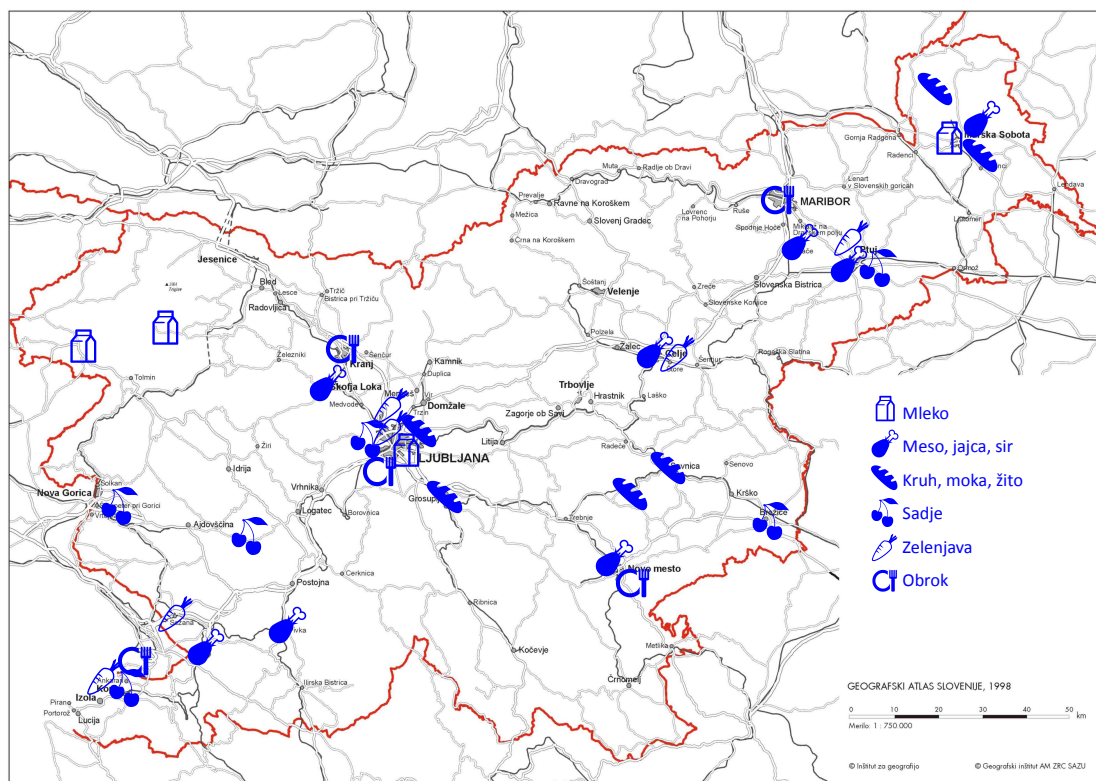 Gornja Radgona
Radenci
Lenart
v Slovenskih goricah
Lendava
Ljutomer
Ormož
Muta
Radlje ob Dravi
Dravograd
Prevalje
Ravne na Koroškem
Mežica
Slovenj Gradec
Črna na Koroškem
Lovrenc
na Pohorju
Ruše
MARIBOR
Spodnje Hoče
Ptuj
Slovenska Bistrica
Zreče
Slovenske Konjice
Šoštanj
Velenje
Polzela
Žalec
Celje
Štore
Šentjur
Rogaška Slatina
Laško
Jesenice
Bled
Lesce
Radovljica
Tržič
Bistrica pri Tržiču
Železniki
Šenčur
Kranj
Škofja Loka
Medvode
Kamnik
Duplica
Trzin
Domžale
Trbovlje
Hrastnik
Zagorje ob Savi
Litija
Radeče
Tolmin
Žiri
Idrija
LJUBLJANA
Vrhnika
Logatec
Borovnica
Grosuplje
Senovo
Krško
Brežice
Trebnje
Novo mesto
Solkan
Nova Gorica
Ajdovščina
Postojna
Cerknica
Ribnica
Kočevje
Metlika
Črnomelj
Sežana
Ilirska Bistrica
Izola
Piran
Portorož
Lucija
Mleko
Meso, jajca, sir
Kruh, moka, žito
Sadje
Zelenjava
Obrok
GEOGRAFSKI ATLAS SLOVENIJE, 1998
0 10 20 30 40 50 km
Merilo: 1 : 750 000
© Inštitut za geografijo
© Geografski inštitut AM ZRC SAZU